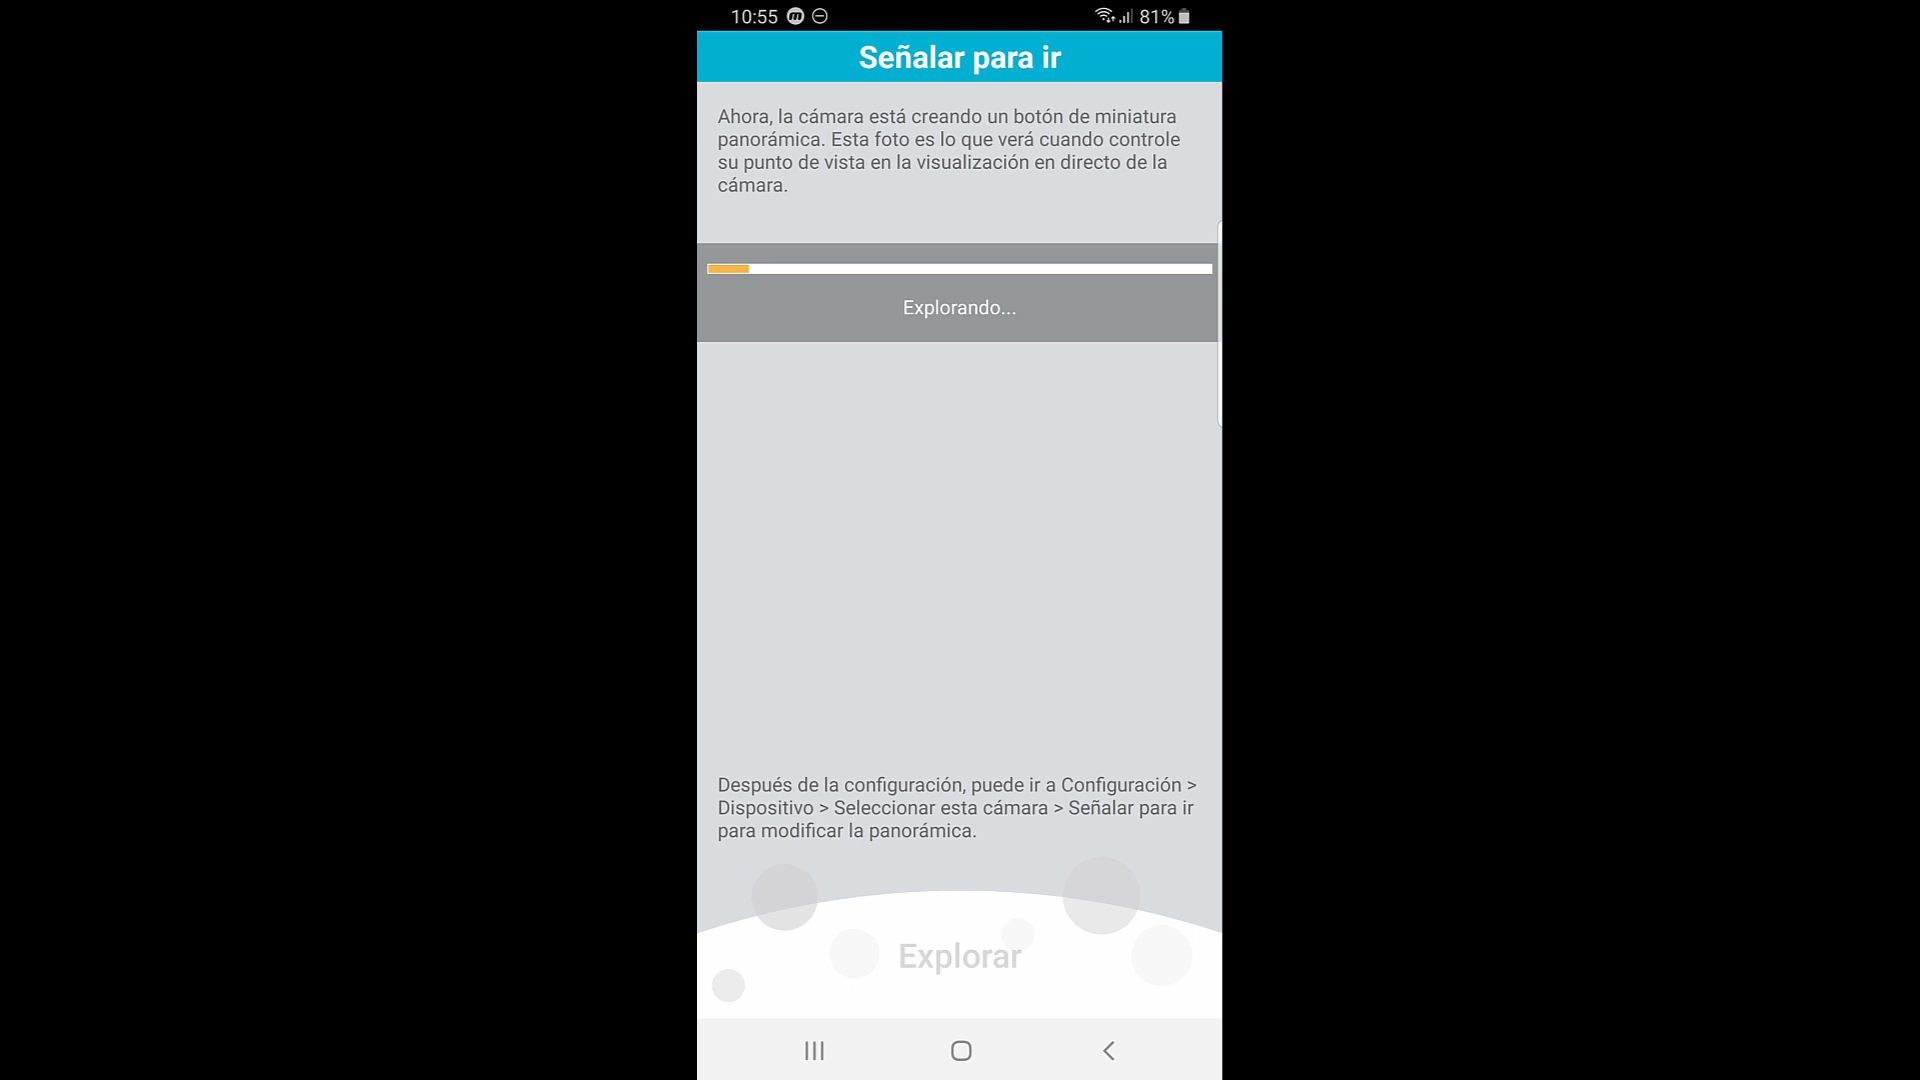 10:55
81%
Señalar para ir
Ahora, la cámara está creando un botón de miniatura
panorámica. Esta foto es lo que verá cuando controle
su punto de vista en la visualización en directo de la
cámara.
Explorando...
Después de la configuración, puede ir a Configuración >
Dispositivo > Seleccionar esta cámara > Señalar para ir
para modificar la panorámica.
Explorar